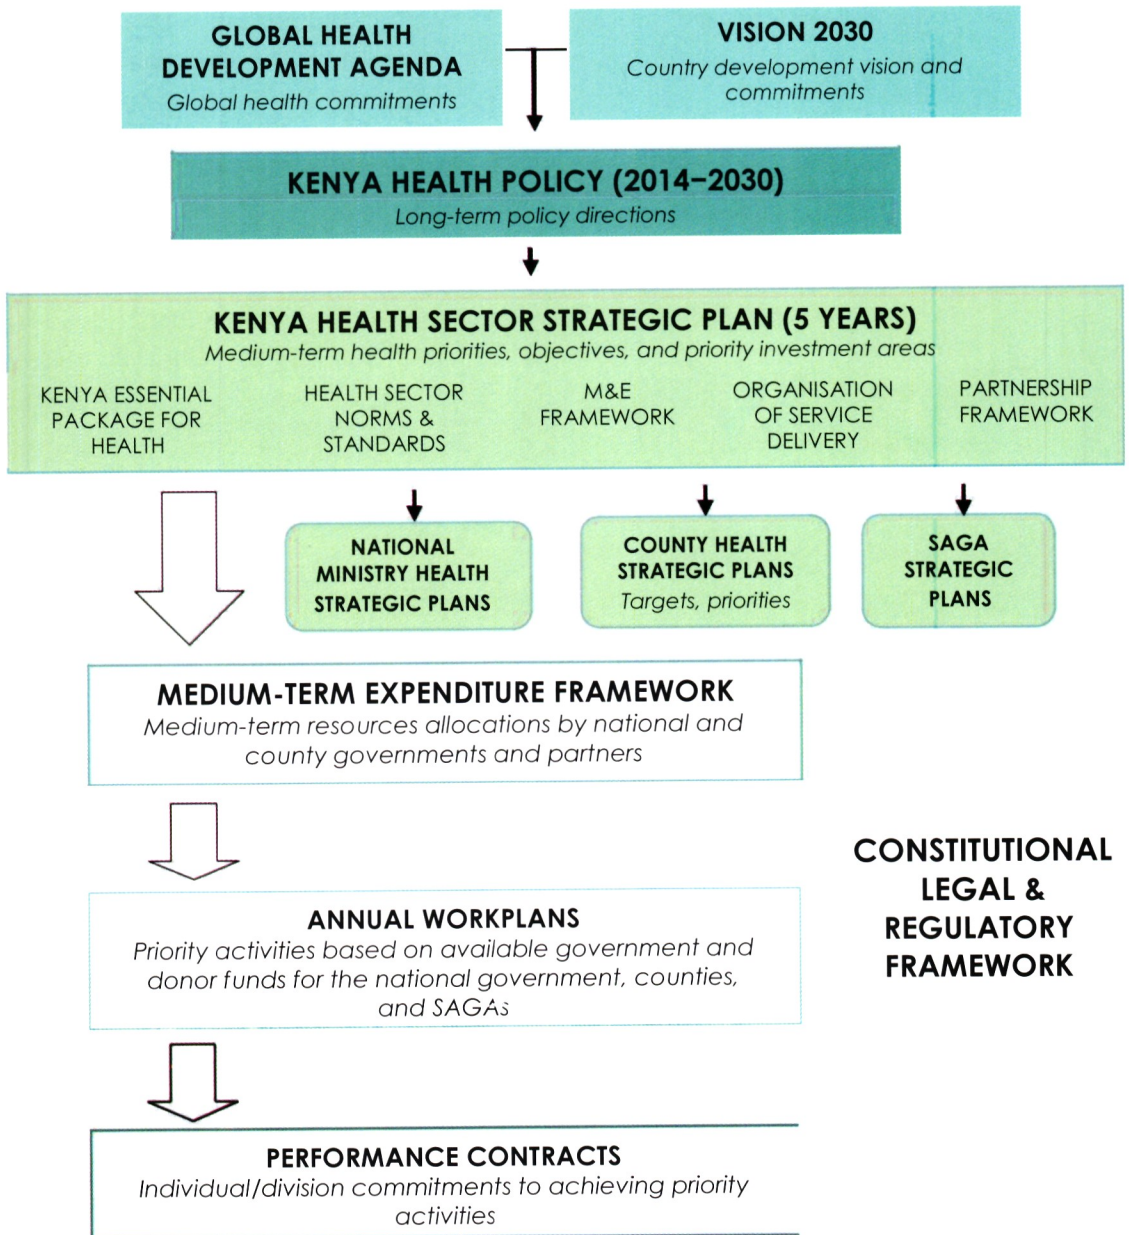 GLOBAL HEALTH
DEVELOPMENT AGENDA
Global health commitments
VISION 2030
Country development vision and
commitments
KENYA HEALTH POLICY (2014–2030)
Long-term policy directions
KENYA HEALTH SECTOR STRATEGIC PLAN (5 YEARS)
Medium-term health priorities, objectives, and priority investment areas
KENYA ESSENTIAL
PACKAGE FOR
HEALTH
HEALTH SECTOR
NORMS &
STANDARDS
M&E
FRAMEWORK
ORGANISATION
OF SERVICE
DELIVERY
PARTNERSHIP
FRAMEWORK
NATIONAL
MINISTRY HEALTH
STRATEGIC PLANS
COUNTY HEALTH
STRATEGIC PLANS
Targets, priorities
SAGA
STRATEGIC
PLANS
MEDIUM-TERM EXPENDITURE FRAMEWORK
Medium-term resources allocations by national and
county governments and partners
CONSTITUTIONAL
LEGAL &
REGULATORY
FRAMEWORK
ANNUAL WORKPLANS
Priority activities based on available government and
donor funds for the national government, counties,
and SAGAs
PERFORMANCE CONTRACTS
Individual/division commitments to achieving priority
activities